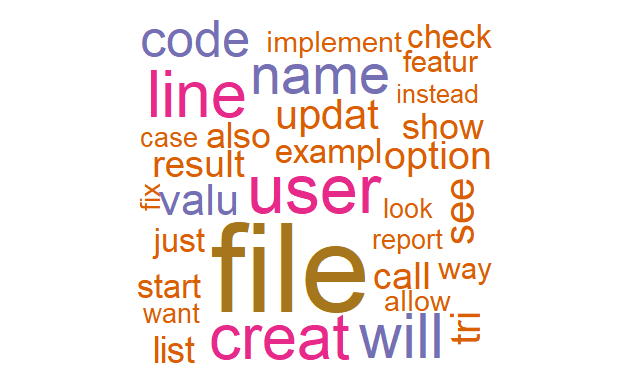 code implement check
name featur
line instead
updat show
case also exampl option
result
fix valu user look see
just file report
start call way
want allow
list creat will tri